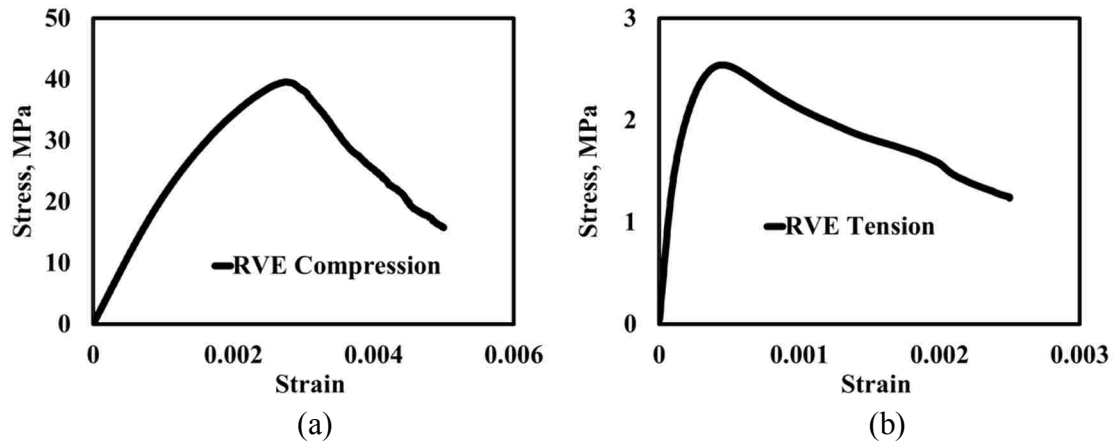 50
40
30
20
10
0
Stress, MPa
RVE Compression
0 0.002 0.004 0.006
Strain
(a)
3
2
1
0
Stress, MPa
RVE Tension
0 0.001 0.002 0.003
Strain
(b)